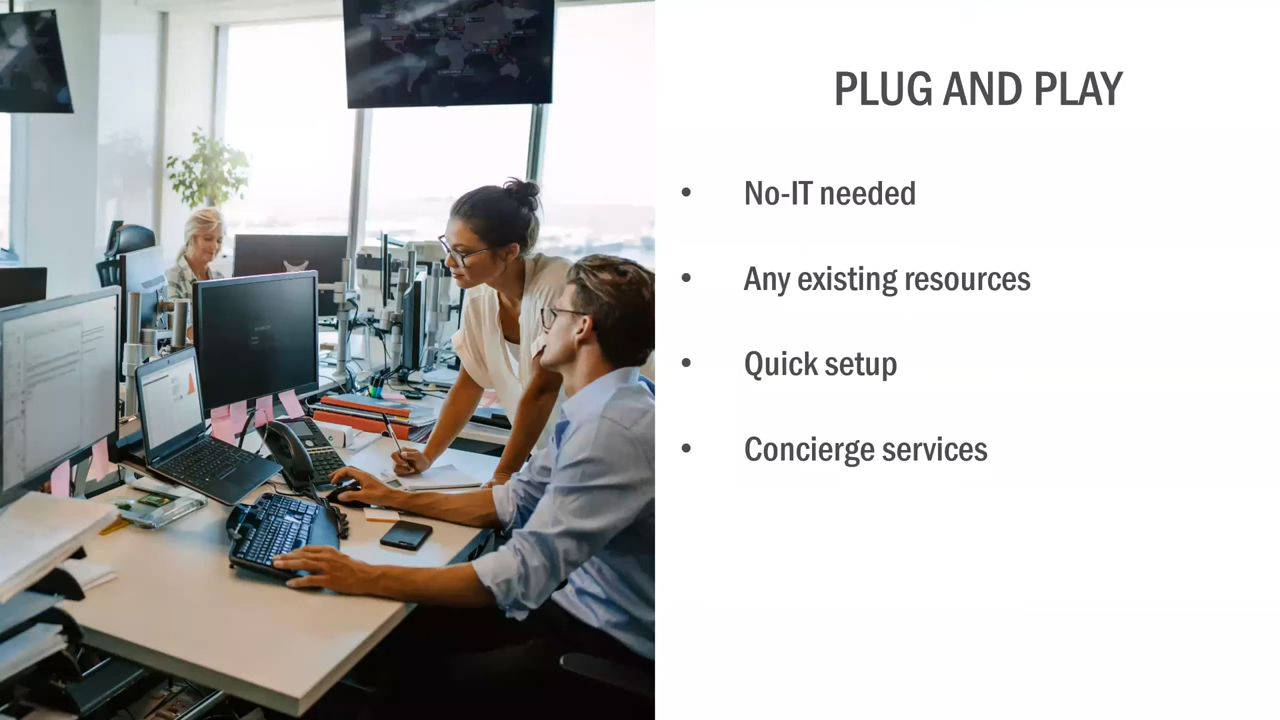 PLUG AND PLAY
• No-IT needed
• Any existing resources
• Quick setup
• Concierge services